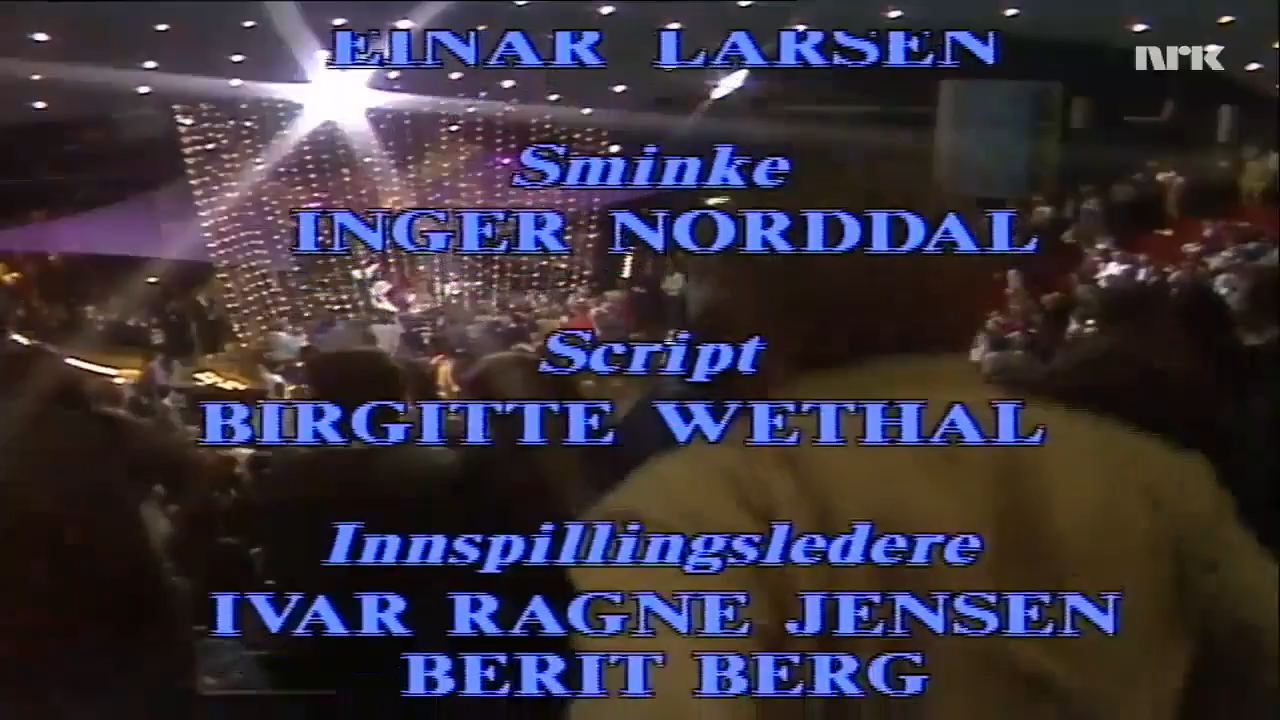 EINAR LARSEN
nrk
Sminke
INGER NORDDAL
Script
BIRGITTE WETHAL
Innspillingsledere
IVAR RAGNE JENSEN
BERIT BERG